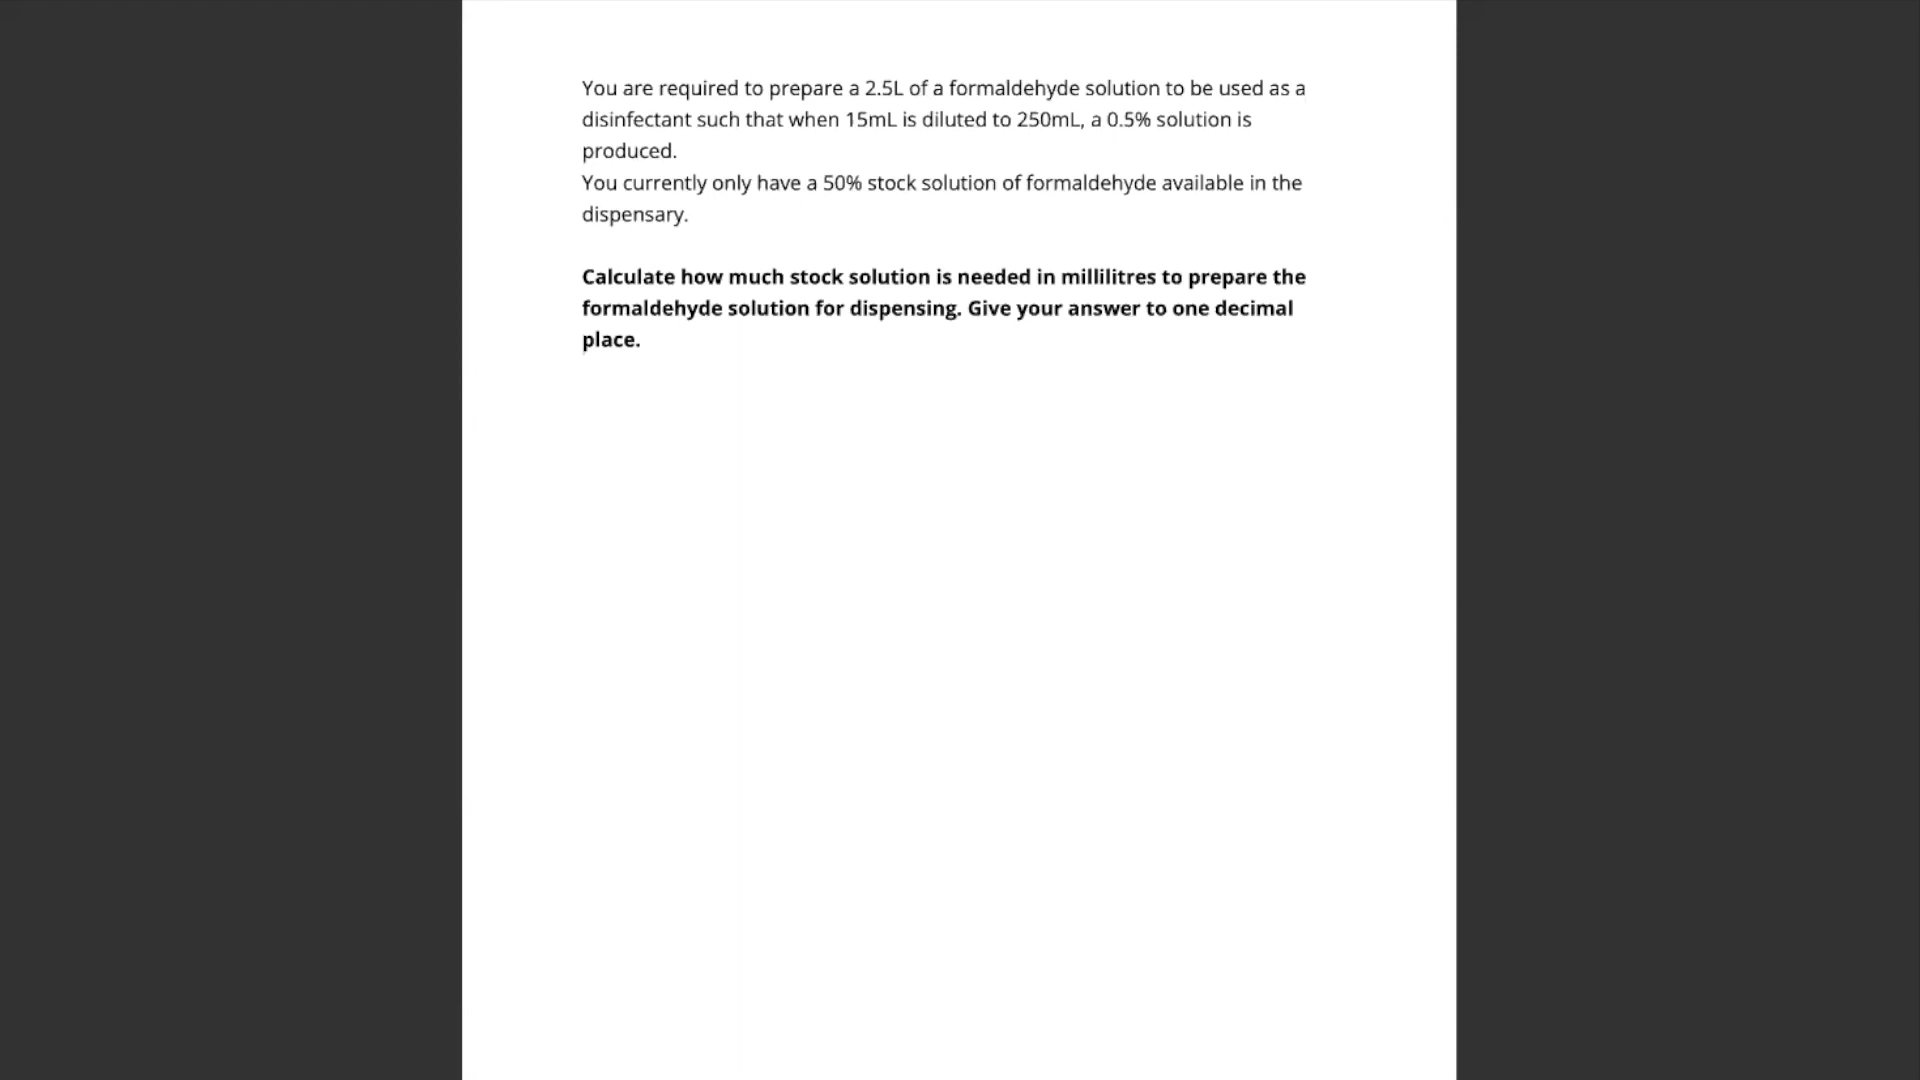 You are required to prepare a 2.5L of a formaldehyde solution to be used as a
disinfectant such that when 15mL is diluted to 250mL, a 0.5% solution is
produced.
You currently only have a 50% stock solution of formaldehyde available in the
dispensary.
Calculate how much stock solution is needed in millilitres to prepare the
formaldehyde solution for dispensing. Give your answer to one decimal
place.